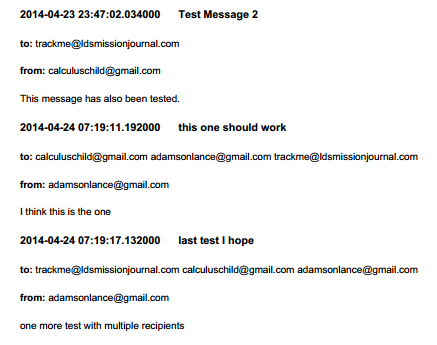 2014-04-23 23:47:02.034000 Test Message 2
to: trackme@ldsmissionjournal.com
from: calculuschild@gmail.com
This message has also been tested.
2014-04-24 07:19:11.192000 this one should work
to: calculuschild@gmail.com adamsonlance@gmail.com trackme@ldsmissionjournal.com
from: adamsonlance@gmail.com
I think this is the one
2014-04-24 07:19:17.132000 last test I hope
to: trackme@ldsmissionjournal.com calculuschild@gmail.com adamsonlance@gmail.com
from: adamsonlance@gmail.com
one more test with multiple recipients